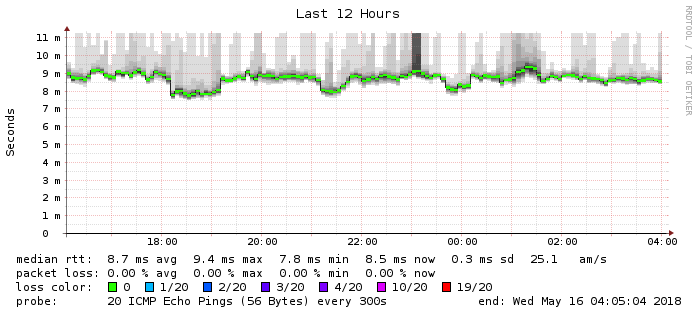 Last 12 Hours
RRDTOOL / TOBI OETIKER
Seconds
11 m
10 m
9 m
8 m
7 m
6 m
5 m
4 m
3 m
2 m
1 m
0
18:00 20:00 22:00 00:00 02:00 04:00
median rtt: 8.7 ms avg 9.4 ms max 7.8 ms min 8.5 ms now 0.3 ms sd 25.1 am/s
packet loss: 0.00 % avg 0.00 % max 0.00 % min 0.00 % now
loss color: 0 1/20 2/20 3/20 4/20 10/20 19/20
probe: 20 ICMP Echo Pings (56 Bytes) every 300s end: Wed May 16 04:05:04 2018